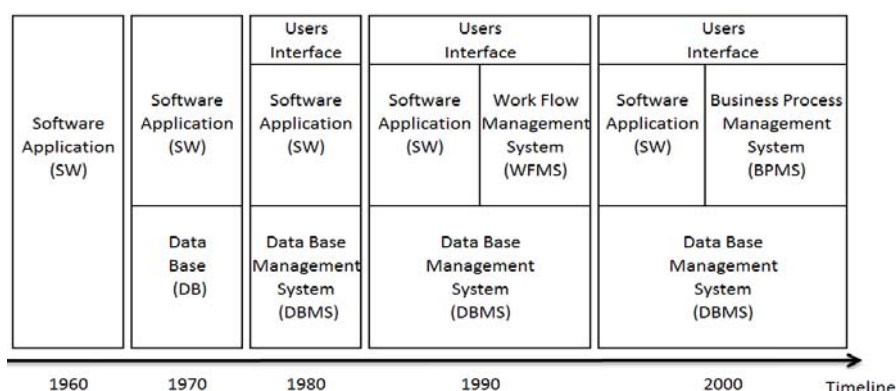 Software
Application
(SW)
Software
Application
(SW)
Data
Base
(DB)
Users
Interface
Software
Application
(SW)
Data Base
Management
System
(DBMS)
Users
Interface
Software
Application
(SW)
Work Flow
Management
System
(WFMS)
Data Base
Management
System
(DBMS)
Users
Interface
Software
Application
(SW)
Business Process
Management
System
(BPMS)
Data Base
Management
System
(DBMS)
1960
1970
1980
1990
2000
Timeline